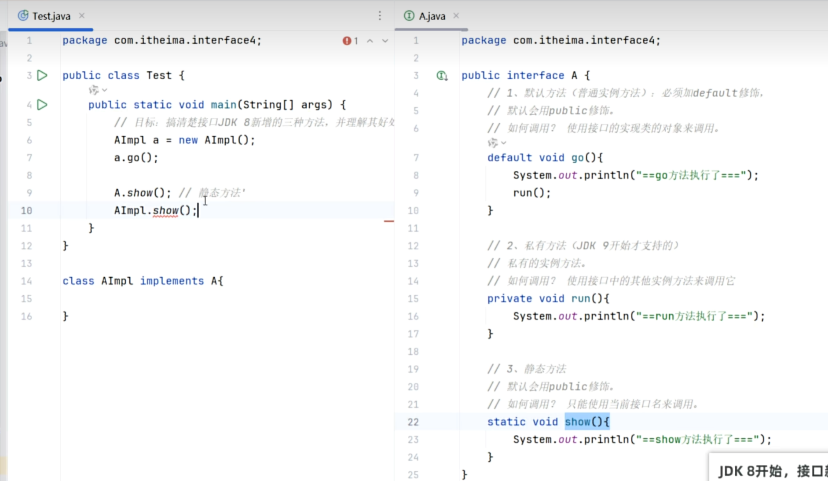 Test.java
A.java
1 package com.itheima.interface4;
2
3 public class Test {
4 public static void main(String[] args) {
5 // 目标：搞清楚接口JDK 8新增的三种方法，并理解其好处
6 AImpl a = new AImpl();
7 a.go();
8
9 A.show(); // 静态方法'
10 AImpl.show();
11 }
12 }
13
14 class AImpl implements A{
15
16 }
1
1 package com.itheima.interface4;
2
3 public interface A {
4 // 1、默认方法（普通实例方法）：必须加default修饰，
5 // 默认会用public修饰。
6 // 如何调用？ 使用接口的实现类的对象来调用。
7 default void go(){
8 System.out.println("==go方法执行了===");
9 run();
10 }
11
12 // 2、私有方法（JDK 9开始才支持的）
13 // 私有的实例方法。
14 // 如何调用？ 使用接口中的其他实例方法来调用它
15 private void run(){
16 System.out.println("==run方法执行了===");
17 }
18
19 // 3、静态方法
20 // 默认会用public修饰。
21 // 如何调用？ 只能使用当前接口名来调用。
22 static void show(){
23 System.out.println("==show方法执行了===");
24 }
25 }
JDK 8开始，接口